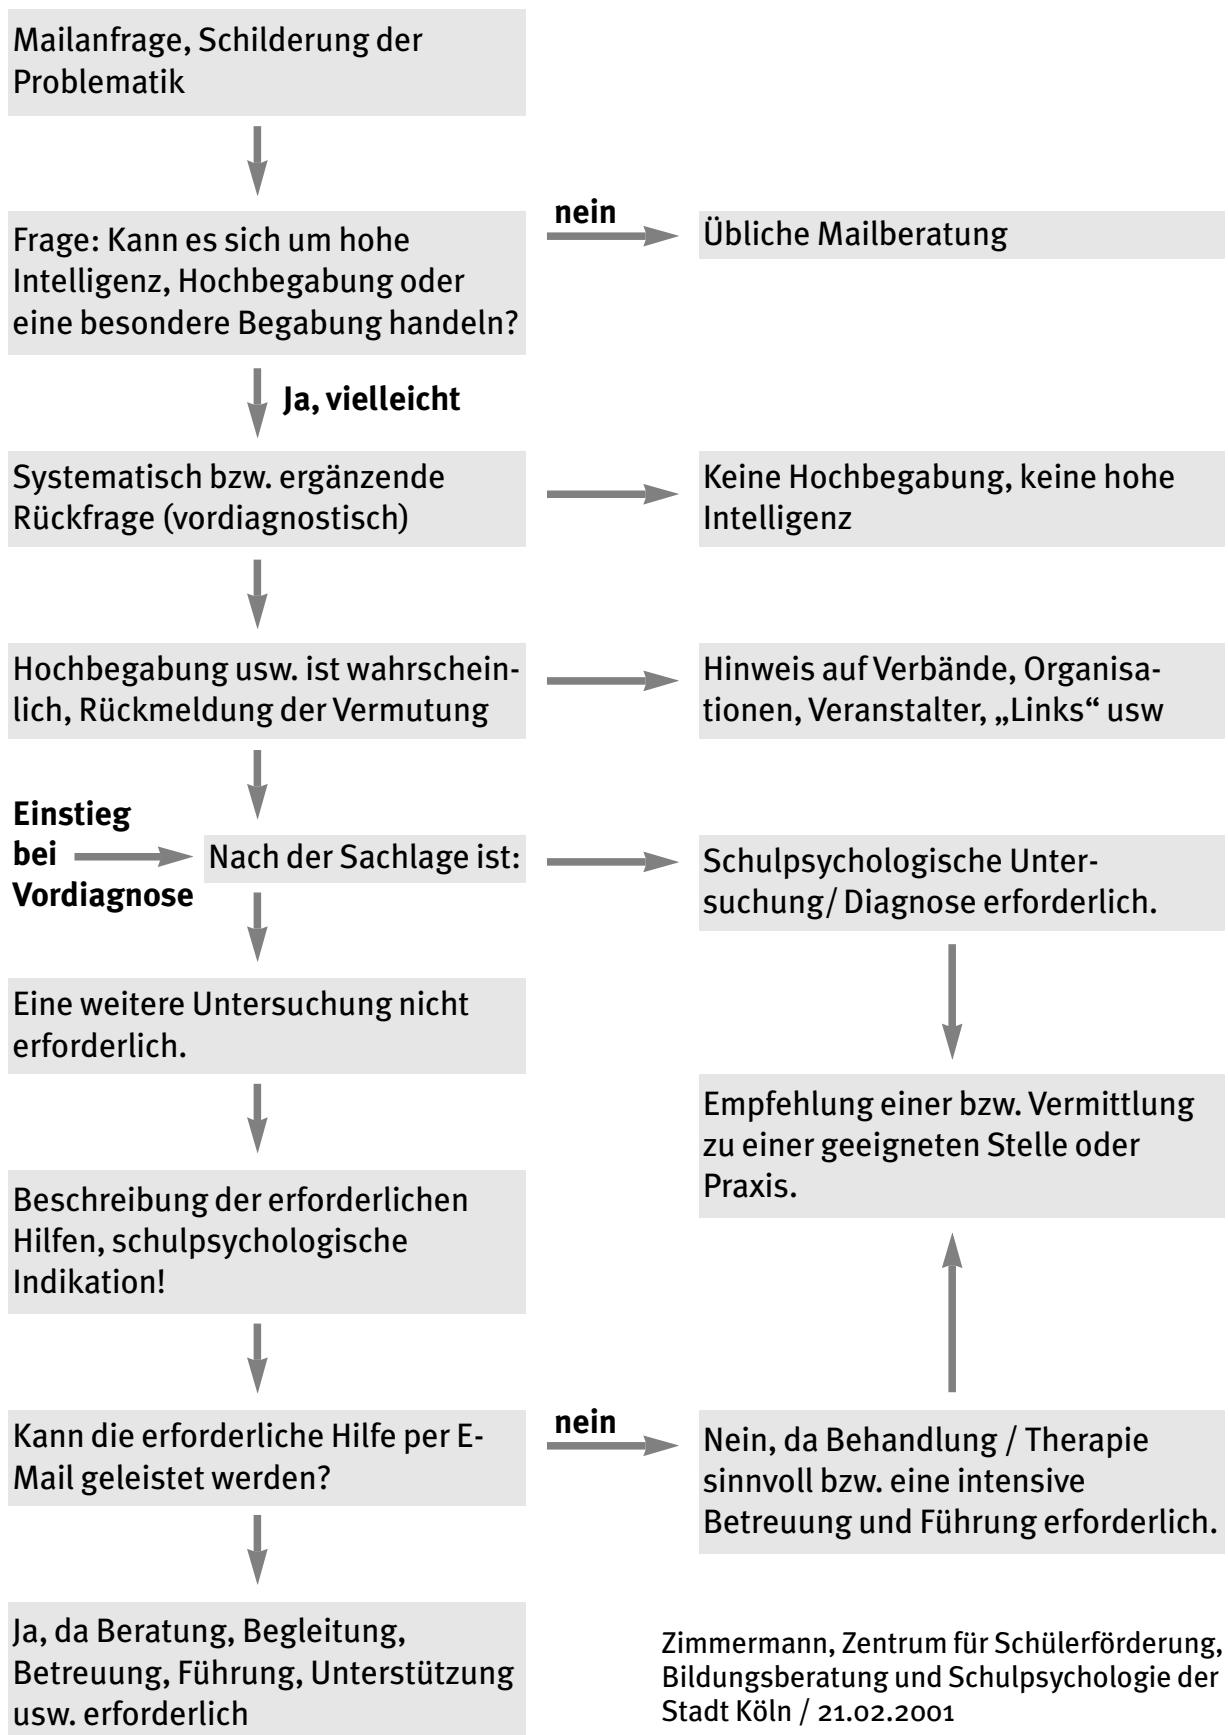 Mailanfrage, Schilderung der
Problematik
Frage: Kann es sich um hohe
Intelligenz, Hochbegabung oder
eine besondere Begabung handeln?
nein
Übliche Mailberatung
Ja, vielleicht
Systematisch bzw. ergänzende
Rückfrage (vordiagnostisch)
Keine Hochbegabung, keine hohe
Intelligenz
Hochbegabung usw. ist wahrschein-
lich, Rückmeldung der Vermutung
Hinweis auf Verbände, Organisa-
tionen, Veranstalter, „Links“ usw
Einstieg
bei
Vordiagnose
Nach der Sachlage ist:
Schulpsychologische Unter-
suchung/ Diagnose erforderlich.
Eine weitere Untersuchung nicht
erforderlich.
Empfehlung einer bzw. Vermittlung
zu einer geeigneten Stelle oder
Praxis.
Beschreibung der erforderlichen
Hilfen, schulpsychologische
Indikation!
Kann die erforderliche Hilfe per E-
Mail geleistet werden?
nein
Nein, da Behandlung / Therapie
sinnvoll bzw. eine intensive
Betreuung und Führung erforderlich.
Ja, da Beratung, Begleitung,
Betreuung, Führung, Unterstützung
usw. erforderlich
Zimmermann, Zentrum für Schülerförderung,
Bildungsberatung und Schulpsychologie der
Stadt Köln / 21.02.2001